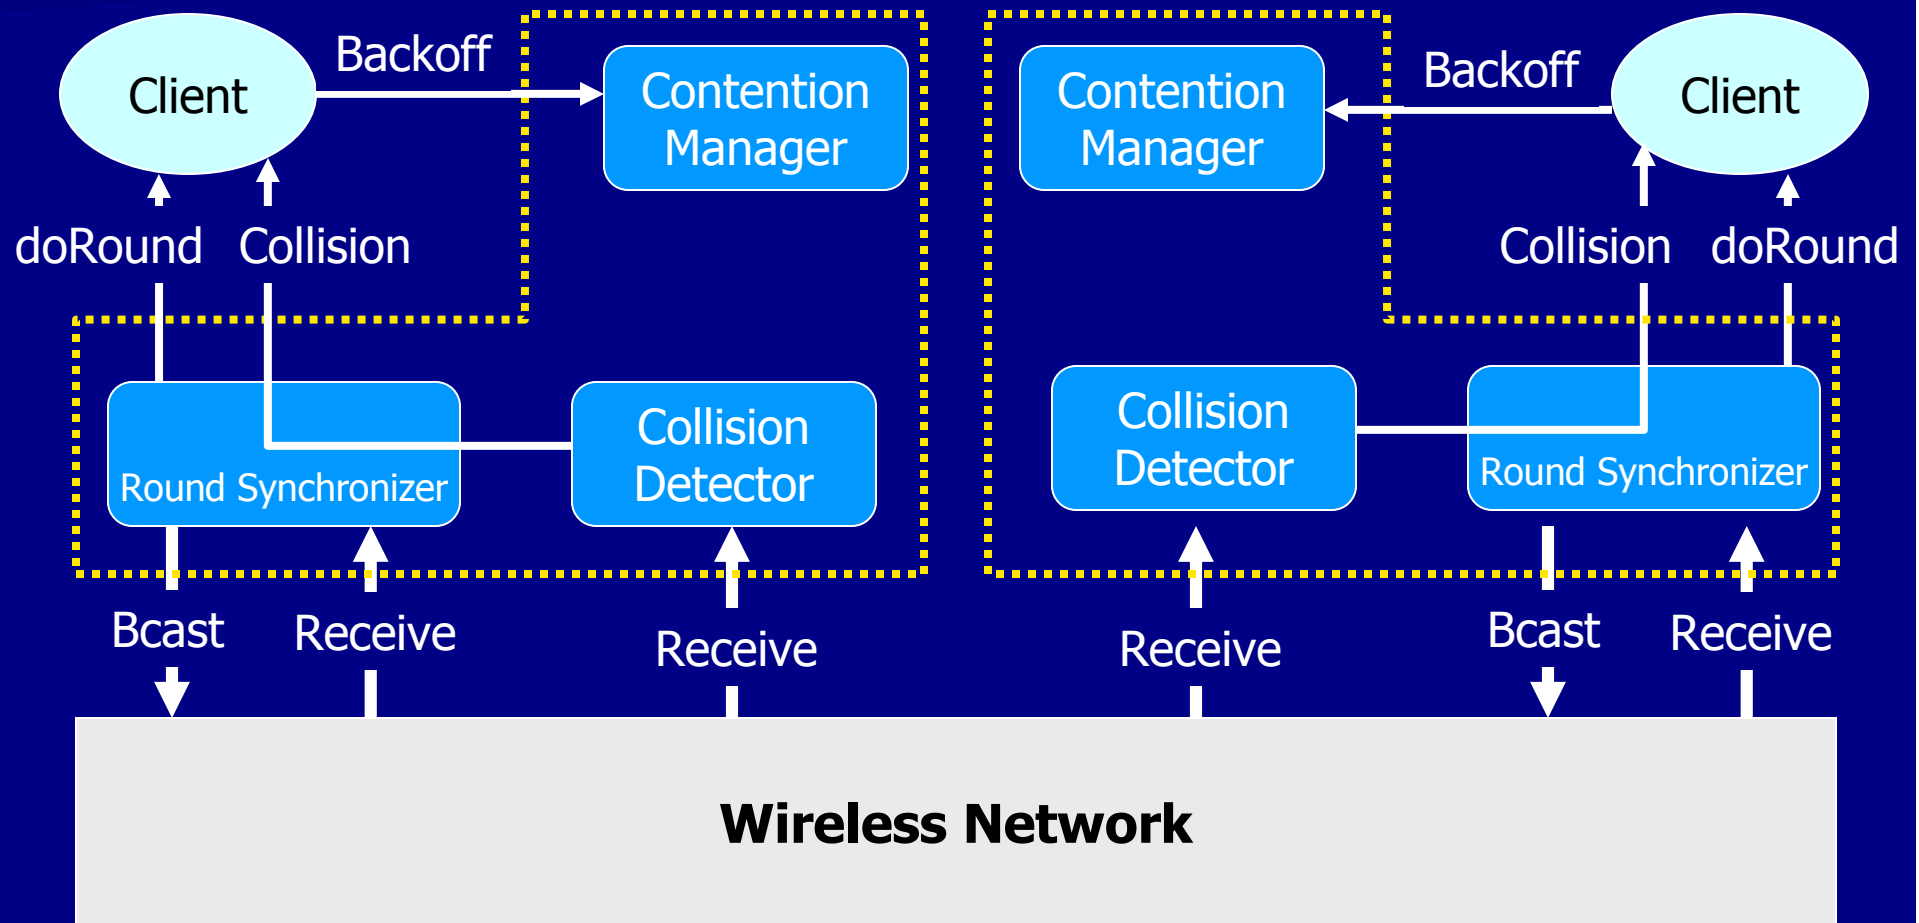 Client
Backoff
Contention
Manager
Contention
Manager
Backoff
Client
doRound
Collision
Collision
doRound
Round Synchronizer
Collision
Detector
Collision
Detector
Round Synchronizer
Bcast
Receive
Receive
Receive
Bcast
Receive
Wireless Network